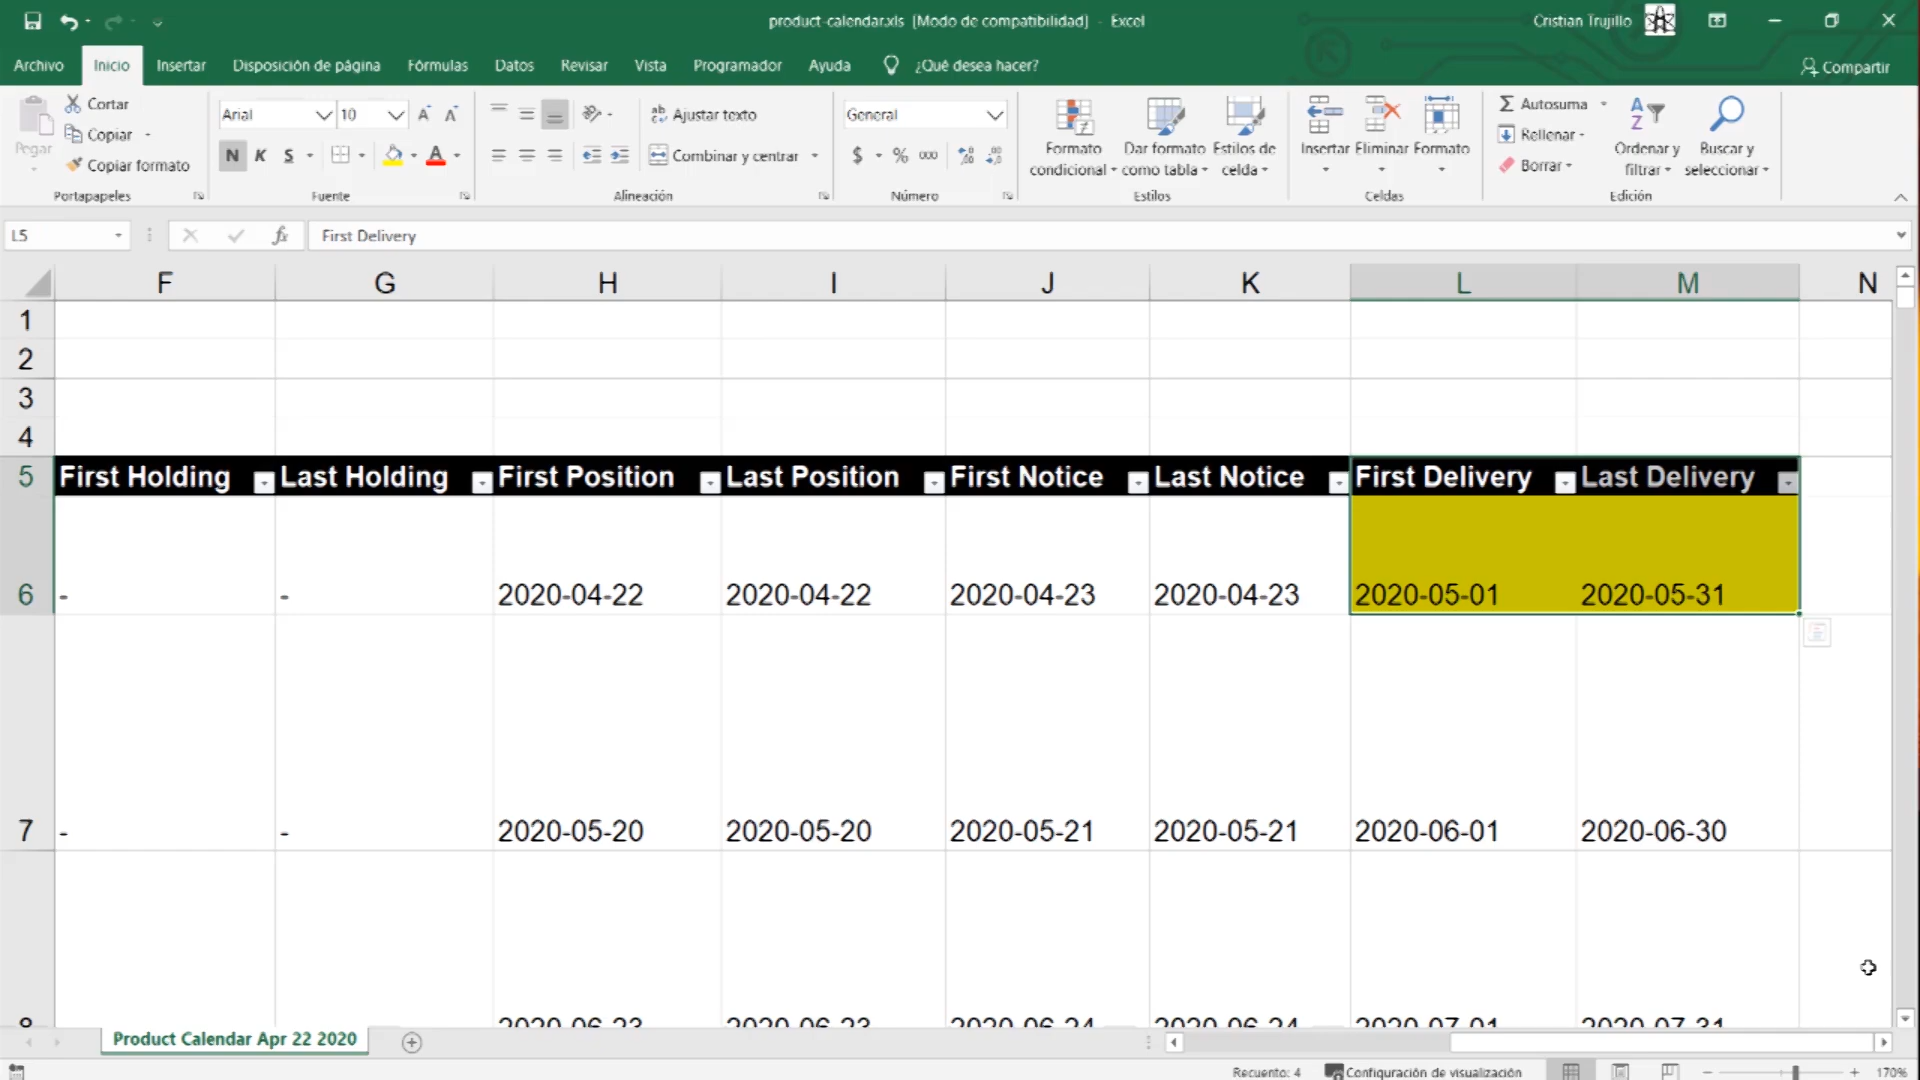 product-calendar.xls [Modo de compatibilidad] - Excel
Cristian Trujillo
Archivo Inicio Insertar Disposición de página Fórmulas Datos Revisar Vista Programador Ayuda ¿Qué desea hacer? Compartir
Pegar
Cortar
Copiar
Copiar formato
Portapapeles
Arial 10
N K S
Fuente
Ajustar texto
Combinar y centrar
Alineación
General
$ % 000
Número
Formato condicional
Dar formato como tabla
Estilos de celda
Estilos
Insertar Eliminar Formato
Celdas
Autosuma
Rellenar
Borrar
Ordenar y filtrar
Buscar y seleccionar
Edición
L5 fx First Delivery
F G H I J K L M N
1
2
3
4
5 First Holding Last Holding First Position Last Position First Notice Last Notice First Delivery Last Delivery
6 - - 2020-04-22 2020-04-22 2020-04-23 2020-04-23 2020-05-01 2020-05-31
7 - - 2020-05-20 2020-05-20 2020-05-21 2020-05-21 2020-06-01 2020-06-30
8 2020-06-23 2020-06-23 2020-06-24 2020-06-24 2020-07-01 2020-07-31
Product Calendar Apr 22 2020
Recuento: 4 Configuración de visualización - + 170%